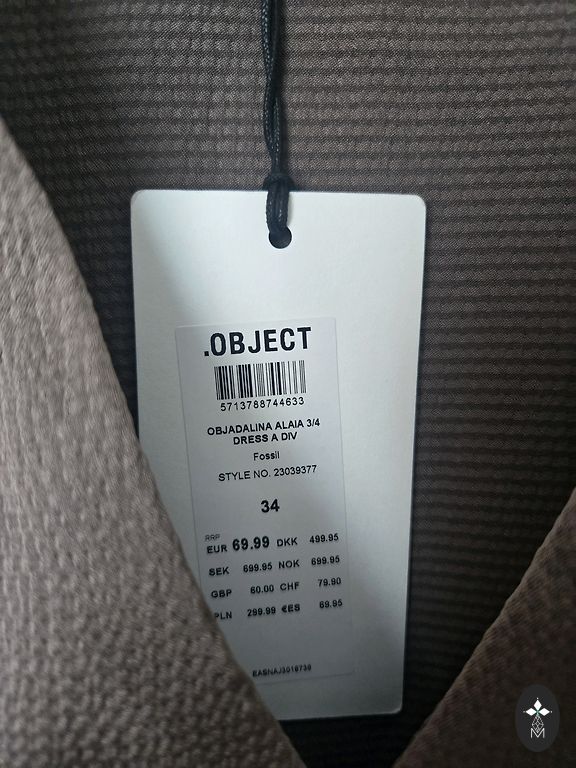 .OBJECT
5713788744633
OBJADALINA ALAIA 3/4
DRESS A DIV
Fossil
STYLE NO. 23039377
34
RRP
EUR 69.99 DKK 499.95
SEK 699.95 NOK 699.95
GBP 60.00 CHF 79.90
PLN 299.99 €ES 69.95
EASNAJ3018739
M